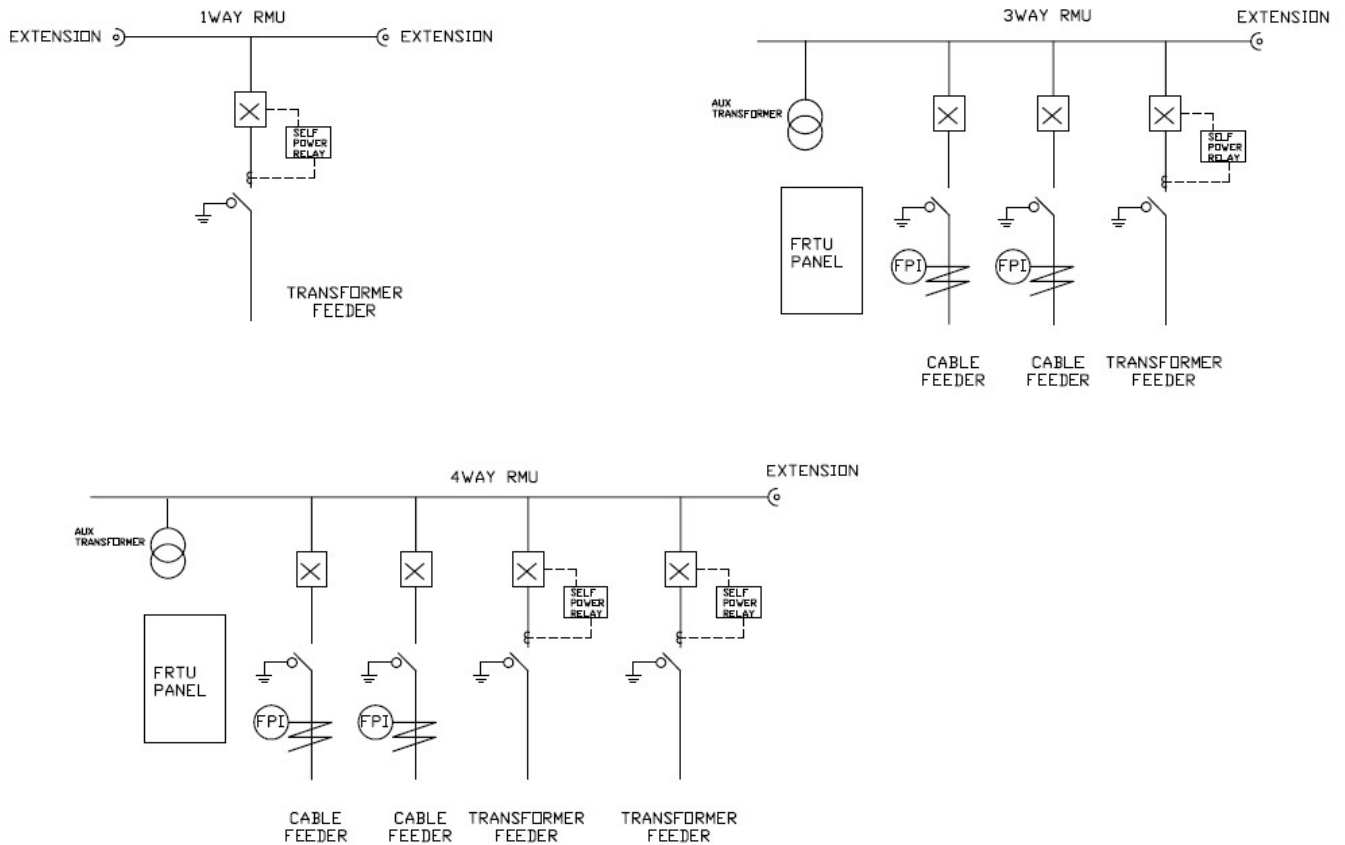 1WAY RMU
EXTENSION
EXTENSION
SELF
POWER
RELAY
TRANSFORMER
FEEDER
3WAY RMU
EXTENSION
AUX
TRANSFORMER
SELF
POWER
RELAY
FRTU
PANEL
FPI
FPI
CABLE
FEEDER
CABLE
FEEDER
TRANSFORMER
FEEDER
4WAY RMU
EXTENSION
AUX
TRANSFORMER
SELF
POWER
RELAY
SELF
POWER
RELAY
FRTU
PANEL
FPI
FPI
CABLE
FEEDER
CABLE
FEEDER
TRANSFORMER
FEEDER
TRANSFORMER
FEEDER